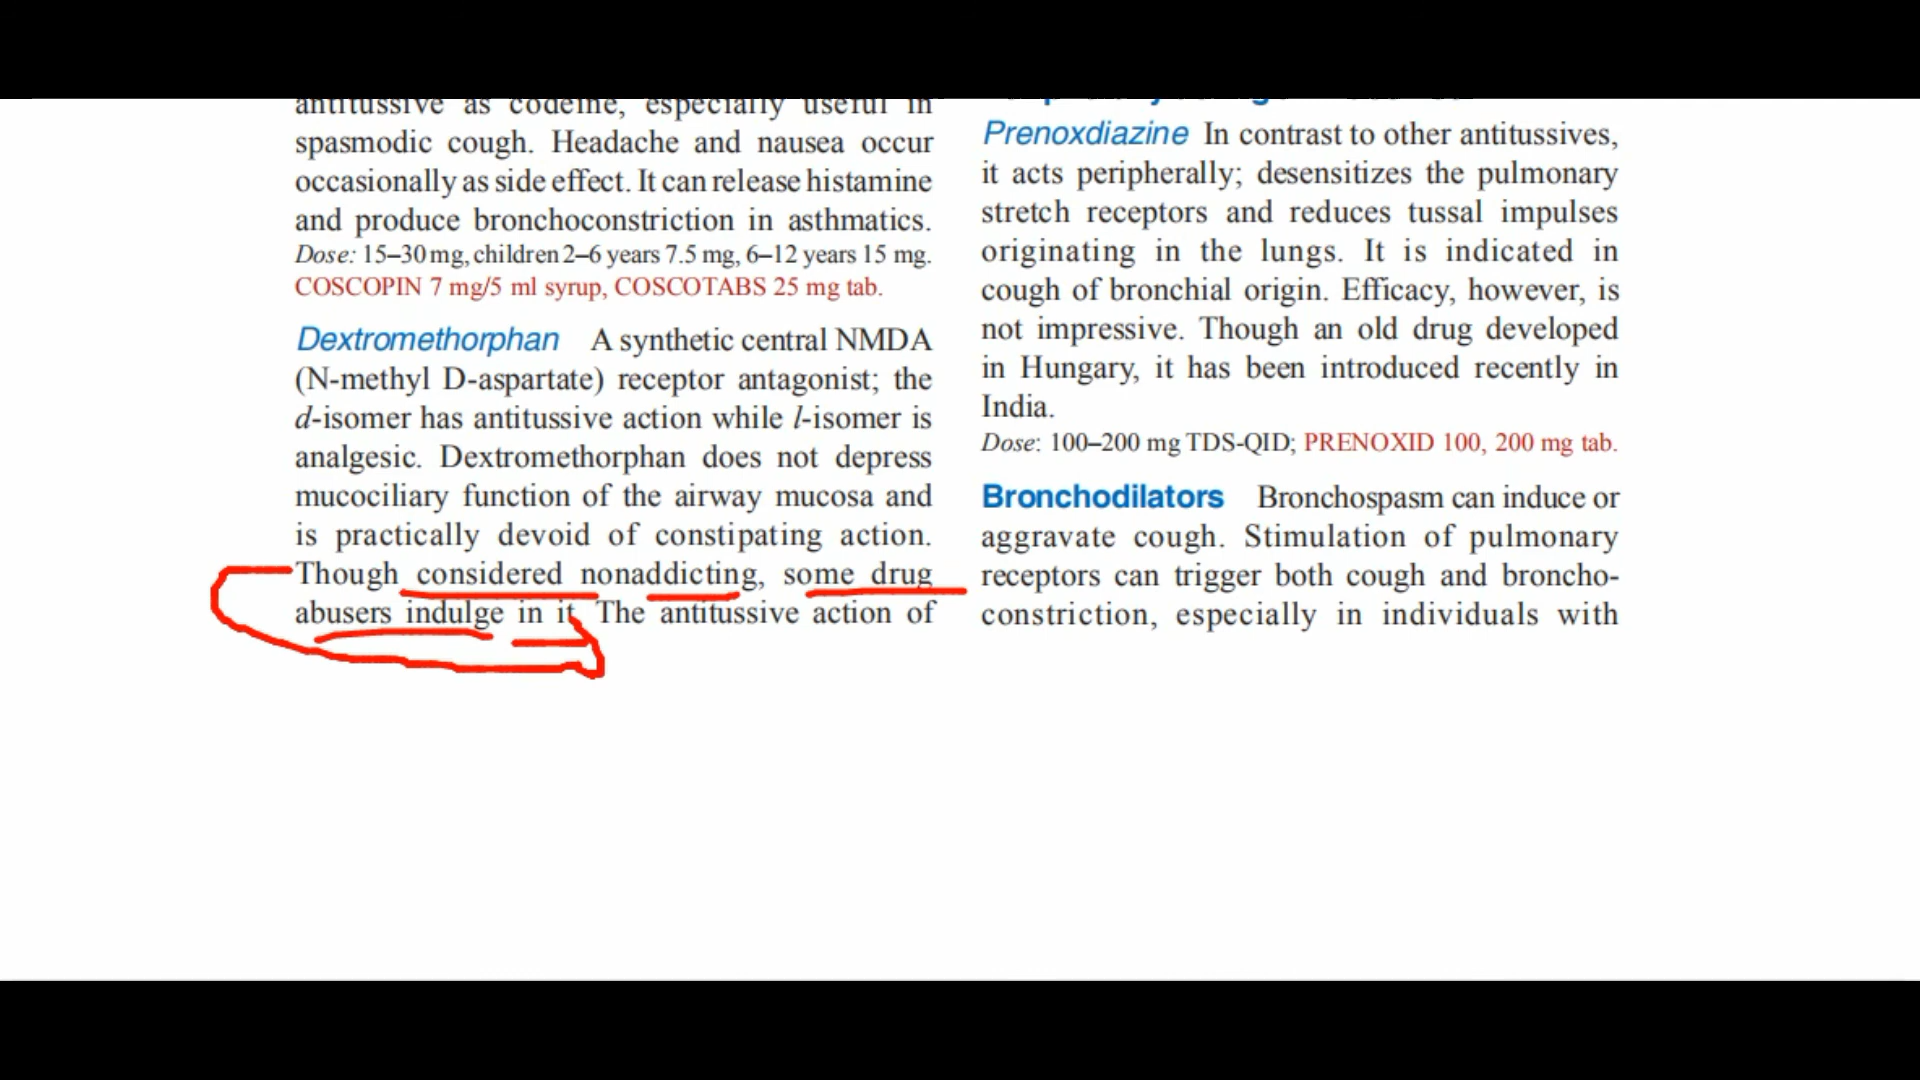 antitussive as codeine, especially useful in
spasmodic cough. Headache and nausea occur
occasionally as side effect. It can release histamine
and produce bronchoconstriction in asthmatics.
Dose: 15–30 mg, children 2–6 years 7.5 mg, 6–12 years 15 mg.
COSCOPIN 7 mg/5 ml syrup, COSCOTABS 25 mg tab.
Dextromethorphan A synthetic central NMDA
(N-methyl D-aspartate) receptor antagonist; the
d-isomer has antitussive action while l-isomer is
analgesic. Dextromethorphan does not depress
mucociliary function of the airway mucosa and
is practically devoid of constipating action.
Though considered nonaddicting, some drug
abusers indulge in it. The antitussive action of
Prenoxdiazine In contrast to other antitussives,
it acts peripherally; desensitizes the pulmonary
stretch receptors and reduces tussal impulses
originating in the lungs. It is indicated in
cough of bronchial origin. Efficacy, however, is
not impressive. Though an old drug developed
in Hungary, it has been introduced recently in
India.
Dose: 100–200 mg TDS-QID; PRENOXID 100, 200 mg tab.
Bronchodilators Bronchospasm can induce or
aggravate cough. Stimulation of pulmonary
receptors can trigger both cough and broncho-
constriction, especially in individuals with